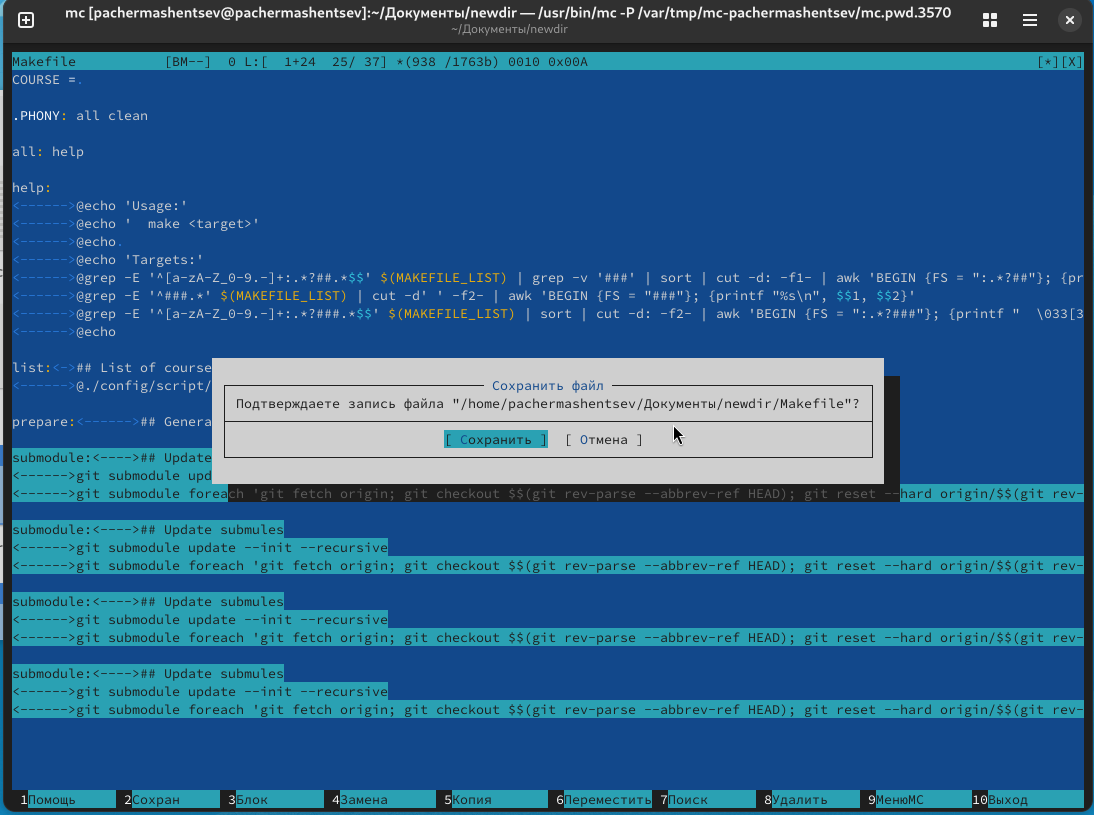 mc [pachermashentsev@pachermashentsev]:~/Документы/newdir — /usr/bin/mc -P /var/tmp/mc-pachermashentsev/mc.pwd.3570
~/Документы/newdir
Makefile [BM--] 0 L:[ 1+24 25/ 37] *(938 /1763b) 0010 0x00A [*][X]
COURSE =.
.PHONY: all clean
all: help
help:
<------>@echo 'Usage:'
<------>@echo '  make <target>'
<------>@echo.
<------>@echo 'Targets:'
<------>@grep -E '^[a-zA-Z_0-9.-]+:.*?##.*$$' $(MAKEFILE_LIST) | grep -v '###' | sort | cut -d: -f1- | awk 'BEGIN {FS = ":.*?##"}; {pr
<------>@grep -E '^###.*' $(MAKEFILE_LIST) | cut -d' ' -f2- | awk 'BEGIN {FS = "###"}; {printf "%s\n", $$1, $$2}'
<------>@grep -E '^[a-zA-Z_0-9.-]+:.*?###.*$$' $(MAKEFILE_LIST) | sort | cut -d: -f2- | awk 'BEGIN {FS = ":.*?###"}; {printf "  \033[3
<------>@echo
list:<->## List of course
<------>@./config/script/
Сохранить файл
Подтверждаете запись файла "/home/pachermashentsev/Документы/newdir/Makefile"?
[ Сохранить ] [ Отмена ]
prepare:<------>## Genera
submodule:<---->## Update
<------>git submodule upd
<------>git submodule foreach 'git fetch origin; git checkout $$(git rev-parse --abbrev-ref HEAD); git reset --hard origin/$$(git rev-
submodule:<---->## Update submules
<------>git submodule update --init --recursive
<------>git submodule foreach 'git fetch origin; git checkout $$(git rev-parse --abbrev-ref HEAD); git reset --hard origin/$$(git rev-
submodule:<---->## Update submules
<------>git submodule update --init --recursive
<------>git submodule foreach 'git fetch origin; git checkout $$(git rev-parse --abbrev-ref HEAD); git reset --hard origin/$$(git rev-
submodule:<---->## Update submules
<------>git submodule update --init --recursive
<------>git submodule foreach 'git fetch origin; git checkout $$(git rev-parse --abbrev-ref HEAD); git reset --hard origin/$$(git rev-
1Помощь 2Сохран 3Блок 4Замена 5Копия 6Переместить 7Поиск 8Удалить 9МенюMC 10Выход